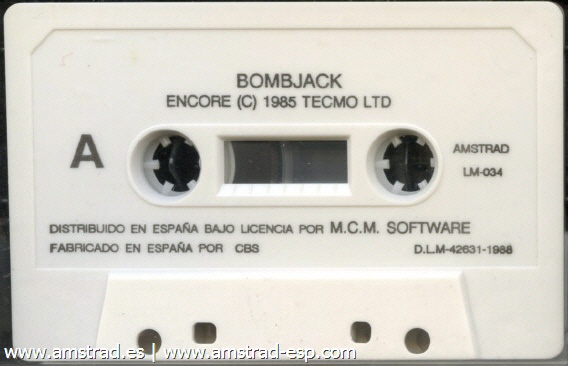 BOMBJACK
ENCORE (C) 1985 TECMO LTD
A
AMSTRAD
LM-034
DISTRIBUIDO EN ESPAÑA BAJO LICENCIA POR M.C.M. SOFTWARE
FABRICADO EN ESPAÑA POR CBS
D.L.M-42631-1988
www.amstrad.es | www.amstrad-esp.com